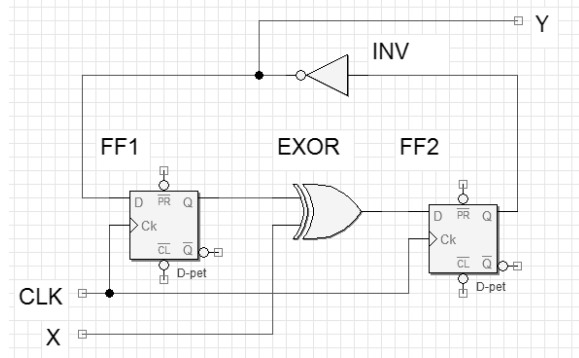 Y
INV
FF1
EXOR
FF2
D PR Q
Ck
CL Q
D-pet
D PR Q
Ck
CL Q
D-pet
CLK
X